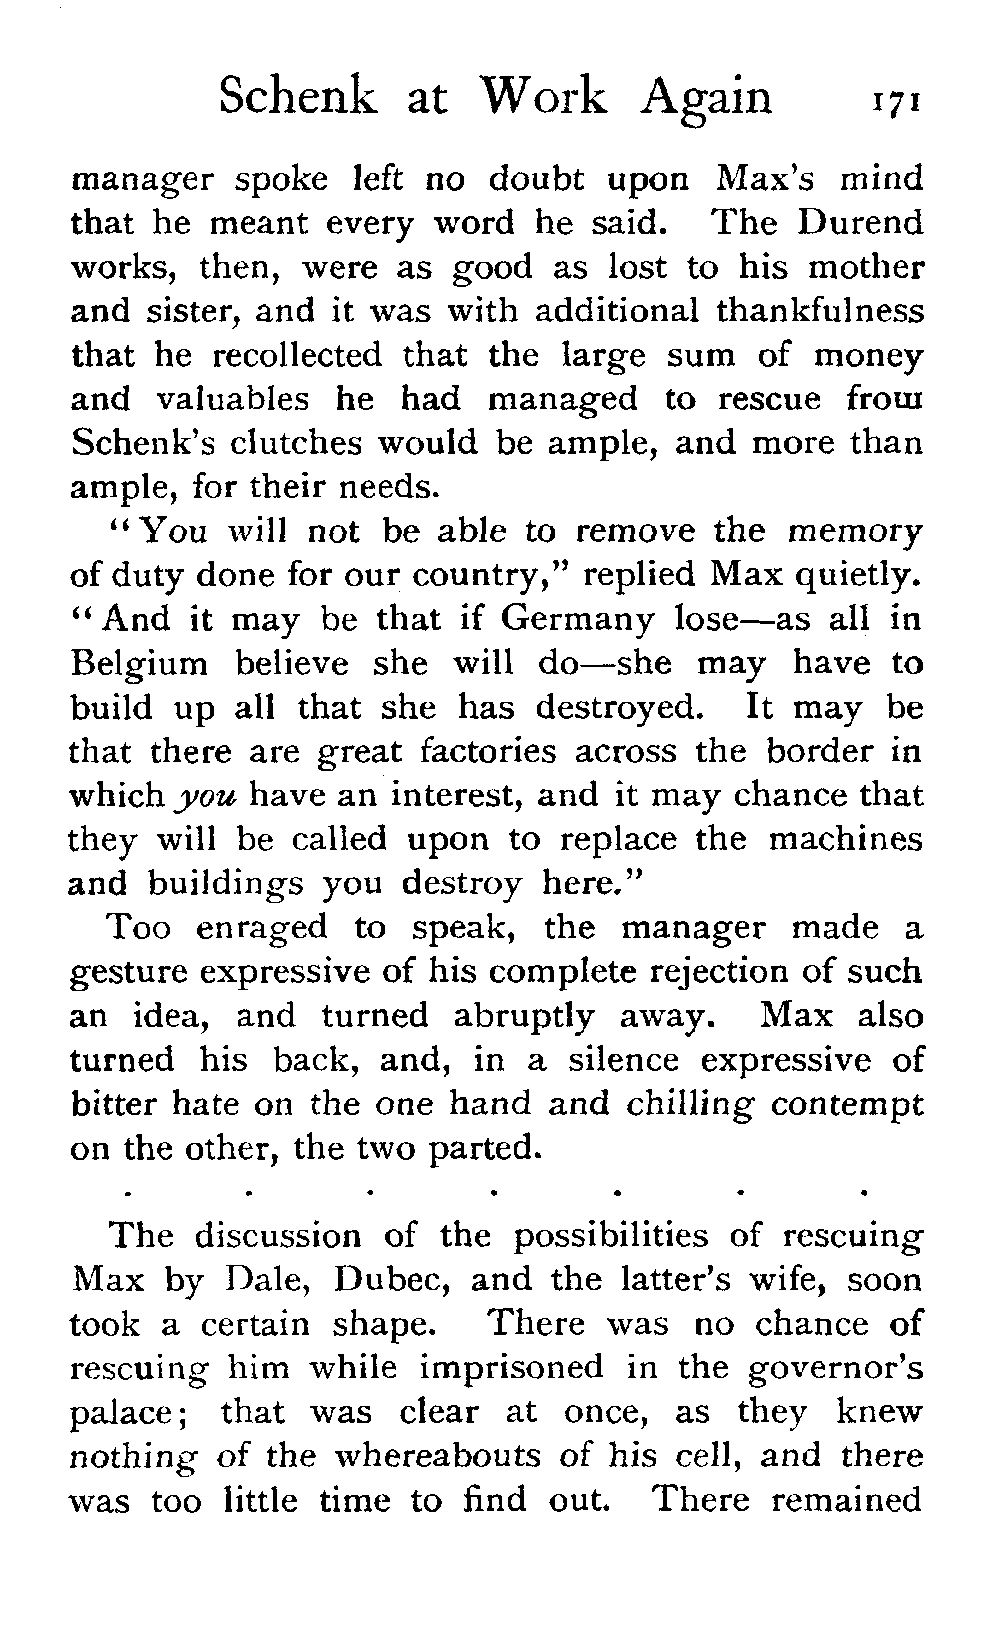 Schenk at Work Again 171
manager spoke left no doubt upon Max's mind
that he meant every word he said. The Durend
works, then, were as good as lost to his mother
and sister, and it was with additional thankfulness
that he recollected that the large sum of money
and valuables he had managed to rescue from
Schenk's clutches would be ample, and more than
ample, for their needs.
"You will not be able to remove the memory
of duty done for our country," replied Max quietly.
"And it may be that if Germany lose—as all in
Belgium believe she will do—she may have to
build up all that she has destroyed. It may be
that there are great factories across the border in
which you have an interest, and it may chance that
they will be called upon to replace the machines
and buildings you destroy here."
Too enraged to speak, the manager made a
gesture expressive of his complete rejection of such
an idea, and turned abruptly away. Max also
turned his back, and, in a silence expressive of
bitter hate on the one hand and chilling contempt
on the other, the two parted.
. . . . . . .
The discussion of the possibilities of rescuing
Max by Dale, Dubec, and the latter's wife, soon
took a certain shape. There was no chance of
rescuing him while imprisoned in the governor's
palace; that was clear at once, as they knew
nothing of the whereabouts of his cell, and there
was too little time to find out. There remained